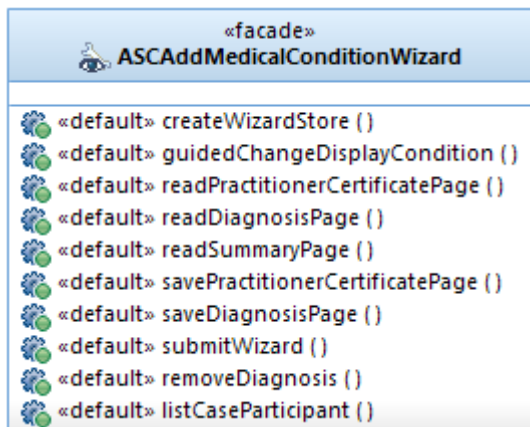 «facade»
ASCAddMedicalConditionWizard
«default» createWizardStore ( )
«default» guidedChangeDisplayCondition ( )
«default» readPractitionerCertificatePage ( )
«default» readDiagnosisPage ( )
«default» readSummaryPage ( )
«default» savePractitionerCertificatePage ( )
«default» saveDiagnosisPage ( )
«default» submitWizard ( )
«default» removeDiagnosis ( )
«default» listCaseParticipant ( )